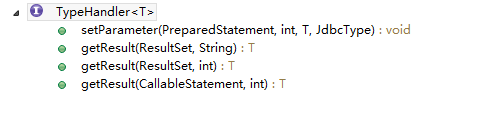 TypeHandler<T>
setParameter(PreparedStatement, int, T, JdbcType) : void
getResult(ResultSet, String) : T
getResult(ResultSet, int) : T
getResult(CallableStatement, int) : T